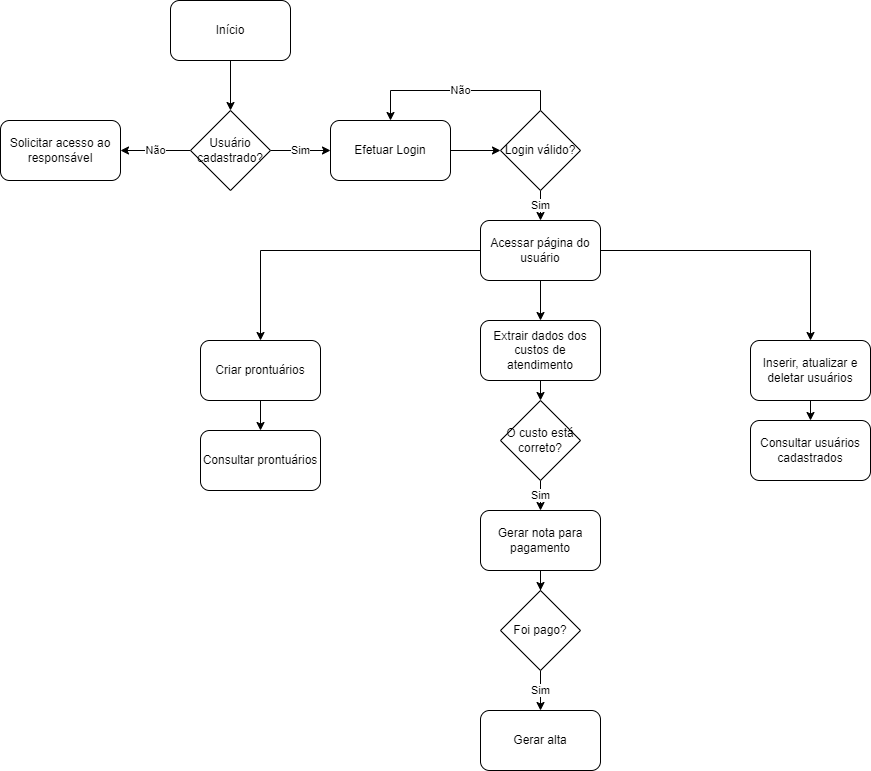 Início
Não
Solicitar acesso ao
responsável
Não
Usuário
cadastrado?
Sim
Efetuar Login
Login válido?
Sim
Acessar página do
usuário
Extrair dados dos
custos de
atendimento
Criar prontuários
Inserir, atualizar e
deletar usuários
O custo está
correto?
Consultar prontuários
Consultar usuários
cadastrados
Sim
Gerar nota para
pagamento
Foi pago?
Sim
Gerar alta